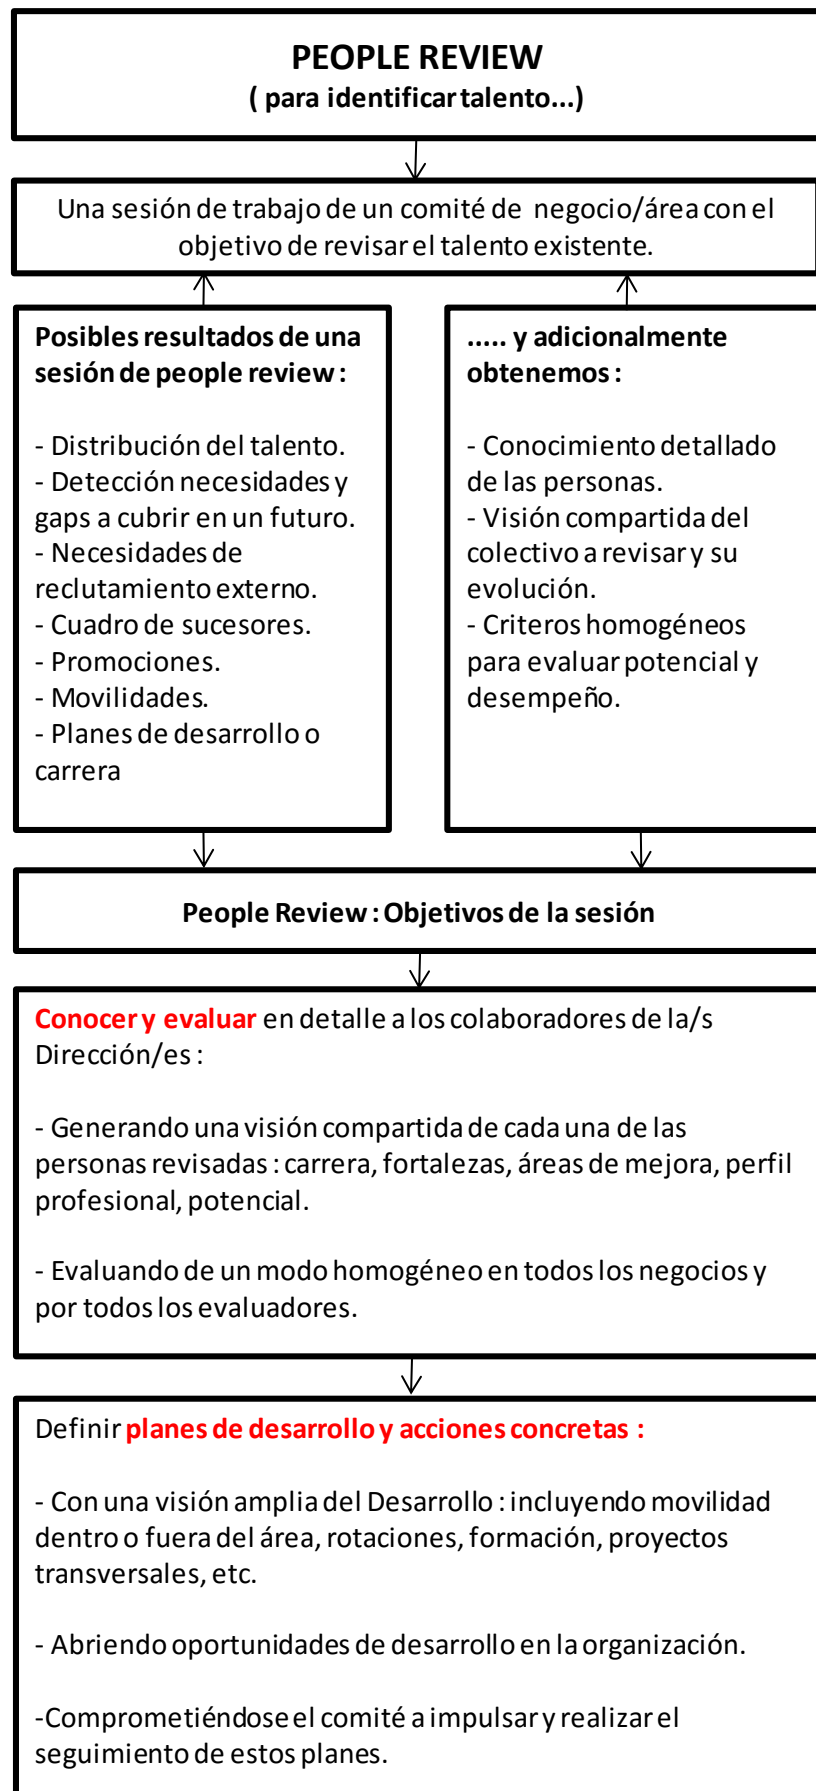 PEOPLE REVIEW
( para identificar talento...)
Una sesión de trabajo de un comité de negocio/área con el
objetivo de revisar el talento existente.
Posibles resultados de una
sesión de people review :
- Distribución del talento.
- Detección necesidades y
gaps a cubrir en un futuro.
- Necesidades de
reclutamiento externo.
- Cuadro de sucesores.
- Promociones.
- Movilidades.
- Planes de desarrollo o
carrera
..... y adicionalmente
obtenemos :
- Conocimiento detallado
de las personas.
- Visión compartida del
colectivo a revisar y su
evolución.
- Criteros homogéneos
para evaluar potencial y
desempeño.
People Review : Objetivos de la sesión
Conocer y evaluar en detalle a los colaboradores de la/s
Dirección/es :
- Generando una visión compartida de cada una de las
personas revisadas : carrera, fortalezas, áreas de mejora, perfil
profesional, potencial.
- Evaluando de un modo homogéneo en todos los negocios y
por todos los evaluadores.
Definir planes de desarrollo y acciones concretas :
- Con una visión amplia del Desarrollo : incluyendo movilidad
dentro o fuera del área, rotaciones, formación, proyectos
transversales, etc.
- Abriendo oportunidades de desarrollo en la organización.
-Comprometiéndose el comité a impulsar y realizar el
seguimiento de estos planes.